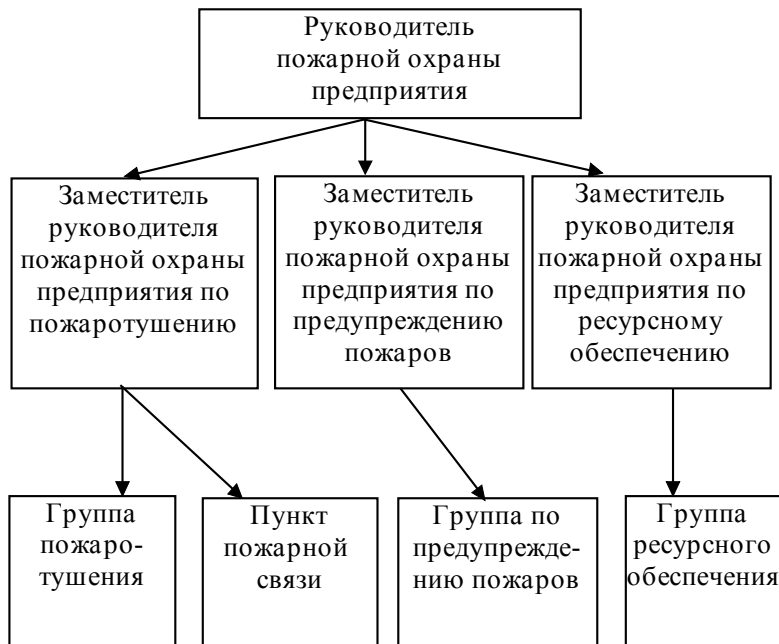 Руководитель
пожарной охраны
предприятия
Заместитель
руководителя
пожарной охраны
предприятия по
пожаротушению
Заместитель
руководителя
пожарной охраны
предприятия по
предупреждению
пожаров
Заместитель
руководителя
пожарной охраны
предприятия по
ресурсному
обеспечению
Группа
пожаро-
тушения
Пункт
пожарной
связи
Группа по
предупрежде-
нию пожаров
Группа
ресурсного
обеспечения